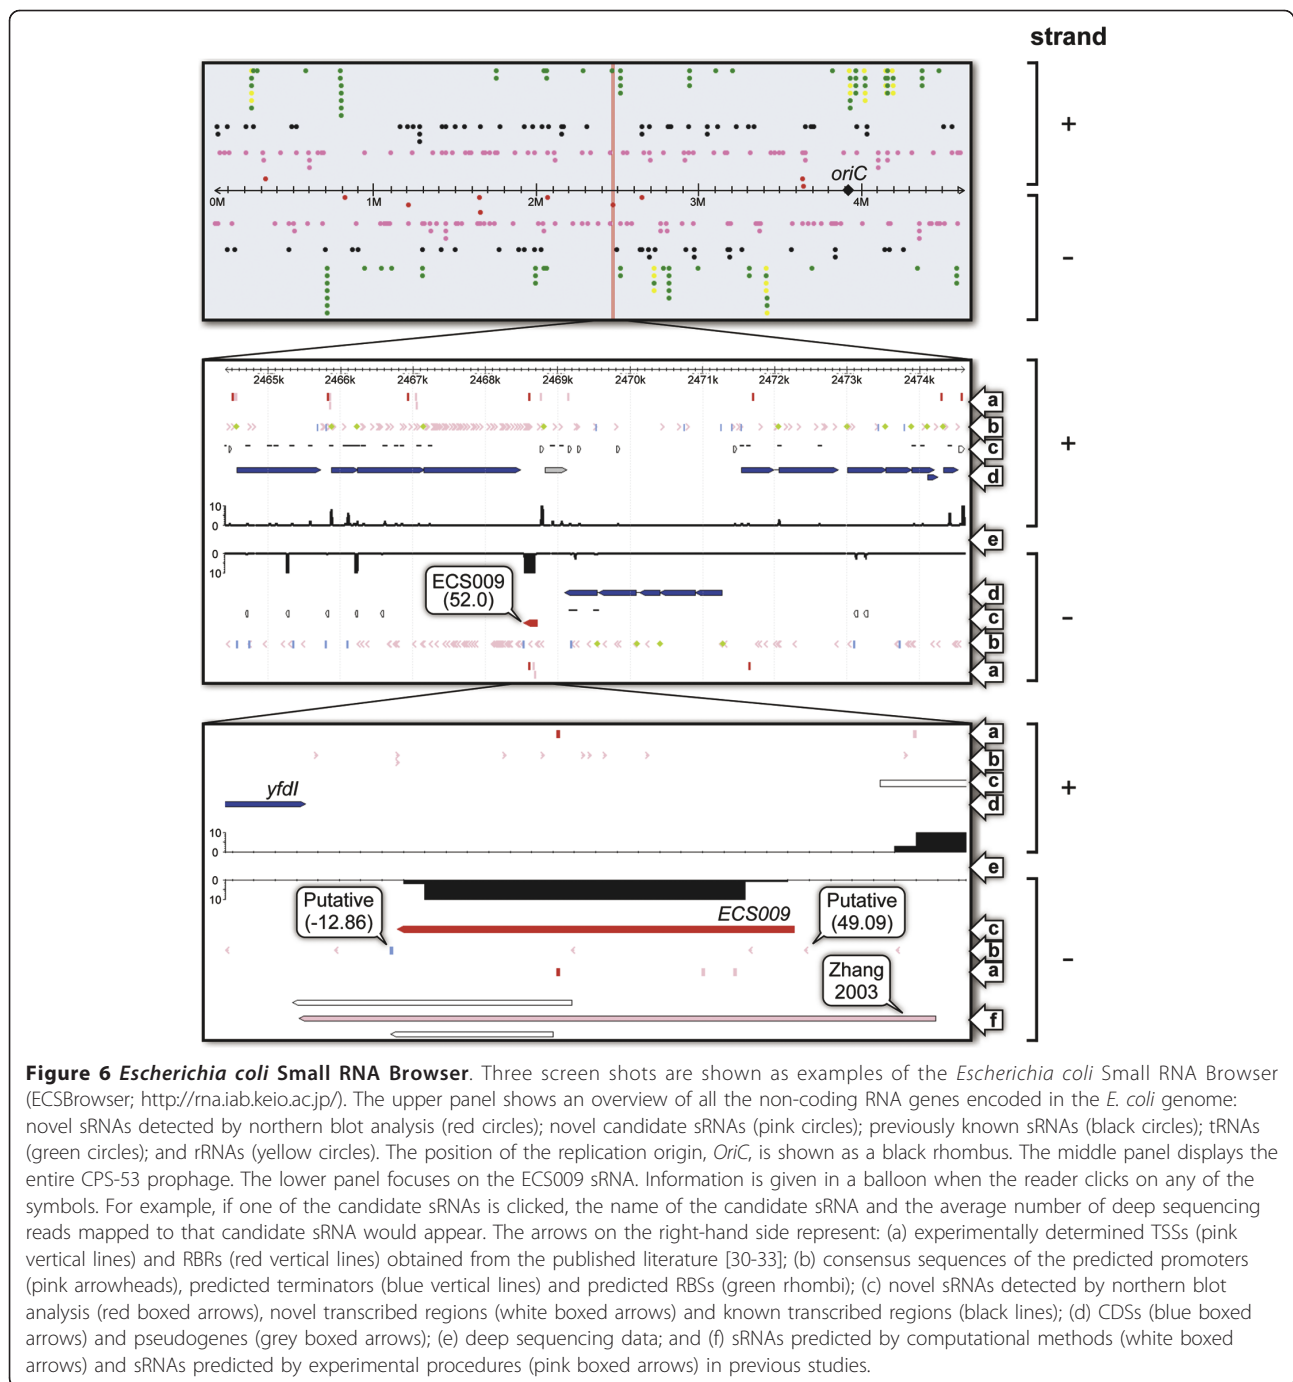 strand
+
oriC
0M 1M 2M 3M 4M
–
2465k 2466k 2467k 2468k 2469k 2470k 2471k 2472k 2473k 2474k
a
b
+
c
d
10
0
e
0
10
ECS009
(52.0)
d
c
–
b
a
a
b
yfdI
c
+
d
10
0
e
0
10
Putative
(-12.86)
ECS009
Putative
(49.09)
c
b
–
a
Zhang
2003
f
Figure 6 Escherichia coli Small RNA Browser. Three screen shots are shown as examples of the Escherichia coli Small RNA Browser
(ECSBrowser; http://rna.iab.keio.ac.jp/). The upper panel shows an overview of all the non-coding RNA genes encoded in the E. coli genome:
novel sRNAs detected by northern blot analysis (red circles); novel candidate sRNAs (pink circles); previously known sRNAs (black circles); tRNAs
(green circles); and rRNAs (yellow circles). The position of the replication origin, OriC, is shown as a black rhombus. The middle panel displays the
entire CPS-53 prophage. The lower panel focuses on the ECS009 sRNA. Information is given in a balloon when the reader clicks on any of the
symbols. For example, if one of the candidate sRNAs is clicked, the name of the candidate sRNA and the average number of deep sequencing
reads mapped to that candidate sRNA would appear. The arrows on the right-hand side represent: (a) experimentally determined TSSs (pink
vertical lines) and RBRs (red vertical lines) obtained from the published literature [30-33]; (b) consensus sequences of the predicted promoters
(pink arrowheads), predicted terminators (blue vertical lines) and predicted RBSs (green rhombi); (c) novel sRNAs detected by northern blot
analysis (red boxed arrows), novel transcribed regions (white boxed arrows) and known transcribed regions (black lines); (d) CDSs (blue boxed
arrows) and pseudogenes (grey boxed arrows); (e) deep sequencing data; and (f) sRNAs predicted by computational methods (white boxed
arrows) and sRNAs predicted by experimental procedures (pink boxed arrows) in previous studies.